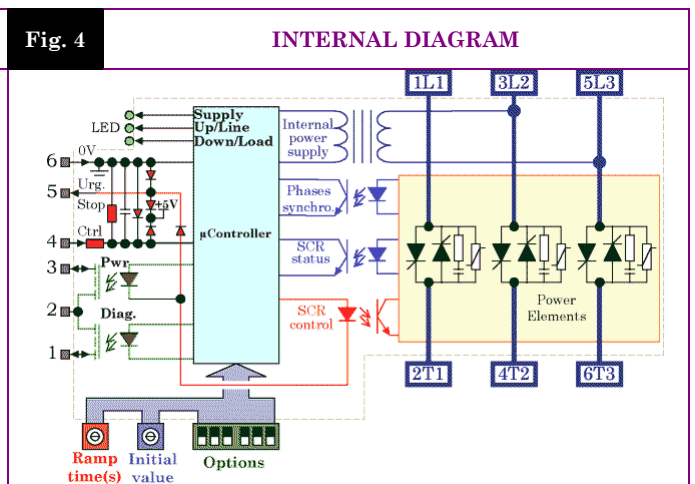 Fig. 4
INTERNAL DIAGRAM
1L1
3L2
5L3
Supply
LED
Up/Line
Down/Load
Internal
power
supply
6
0V
5
Urg.
Stop
+5V
Phases
synchro.
µController
4
Ctrl
SCR
status
3
Pwr
2
Diag.
SCR
control
Power
Elements
1
2T1
4T2
6T3
Ramp
time(s)
Initial
value
Options